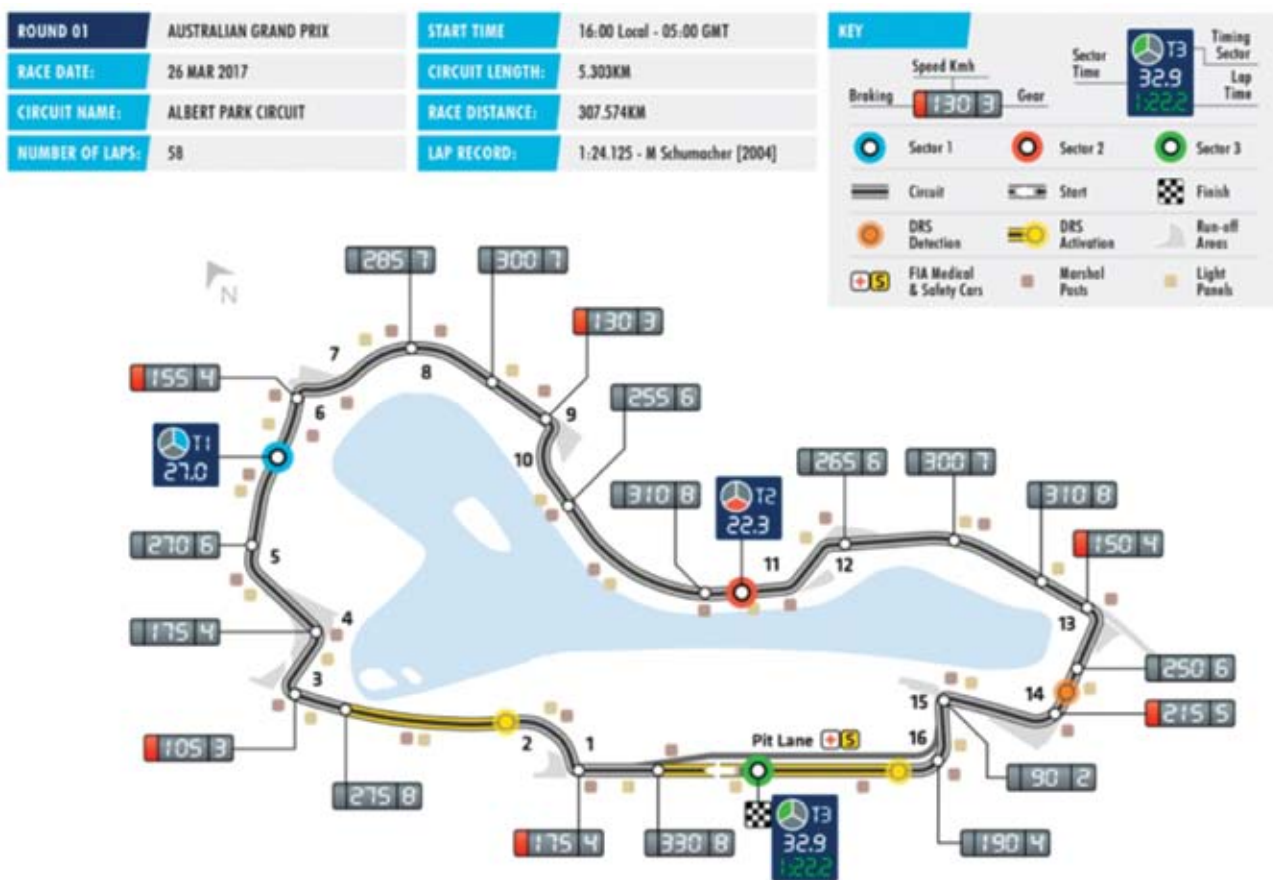 ROUND 01 AUSTRALIAN GRAND PRIX
RACE DATE: 26 MAR 2017
CIRCUIT NAME: ALBERT PARK CIRCUIT
NUMBER OF LAPS: 58
START TIME 16:00 Local - 05:00 GMT
CIRCUIT LENGTH: 5.303KM
RACE DISTANCE: 307.574KM
LAP RECORD: 1:24.125 - M Schumacher [2004]
KEY
Speed Kmh
Braking 130 3 Gear
Sector Time
T3
32.9
1:22.2
Timing Sector
Lap Time
Sector 1 Sector 2 Sector 3
Circuit Start Finish
DRS Detection DRS Activation Run-off Areas
+ S FIA Medical & Safety Cars Marshal Posts Light Panels
N
285 7
300 7
130 3
7
8
155 4
6
9
255 6
T1
27.0
10
265 6
300 7
310 8
T2
22.3
310 8
150 4
270 6
5
11
12
175 4
4
13
250 6
3
14
215 5
15
105 3
2
1
Pit Lane + S
16
90 2
275 8
175 4
330 8
T3
32.9
1:22.2
190 4